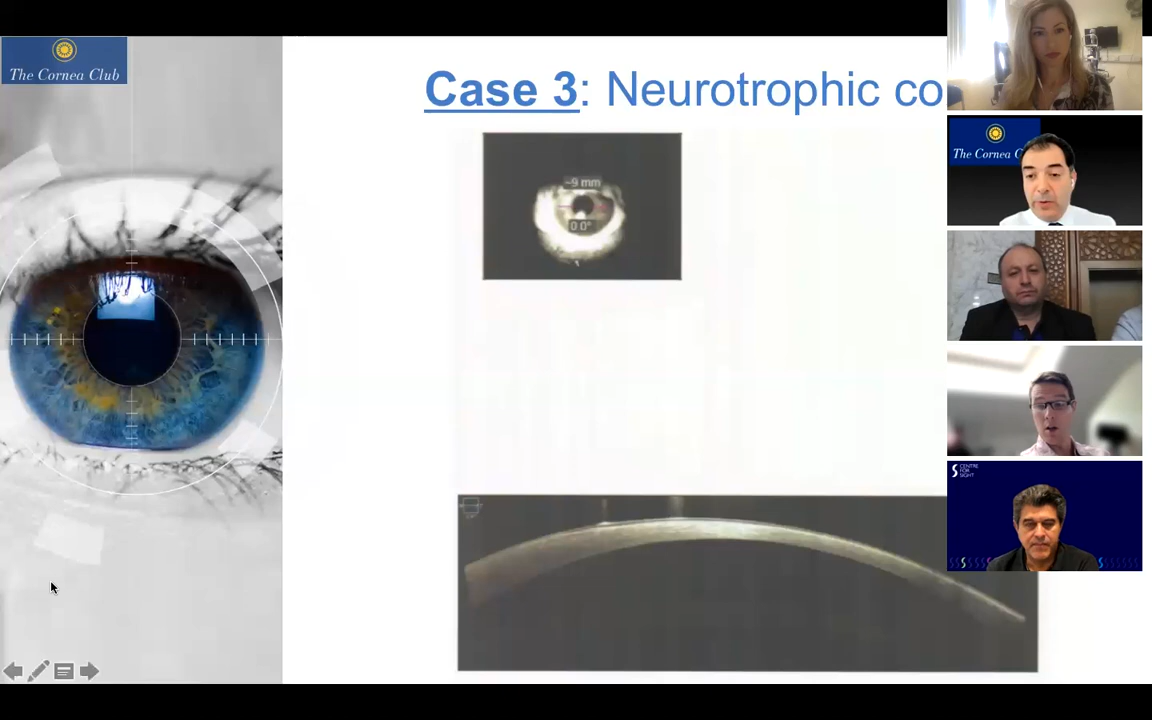 The Cornea Club
Case 3: Neurotrophic co
~9 mm
0 0°
The Cornea C
CENTRE
FOR
SIGHT